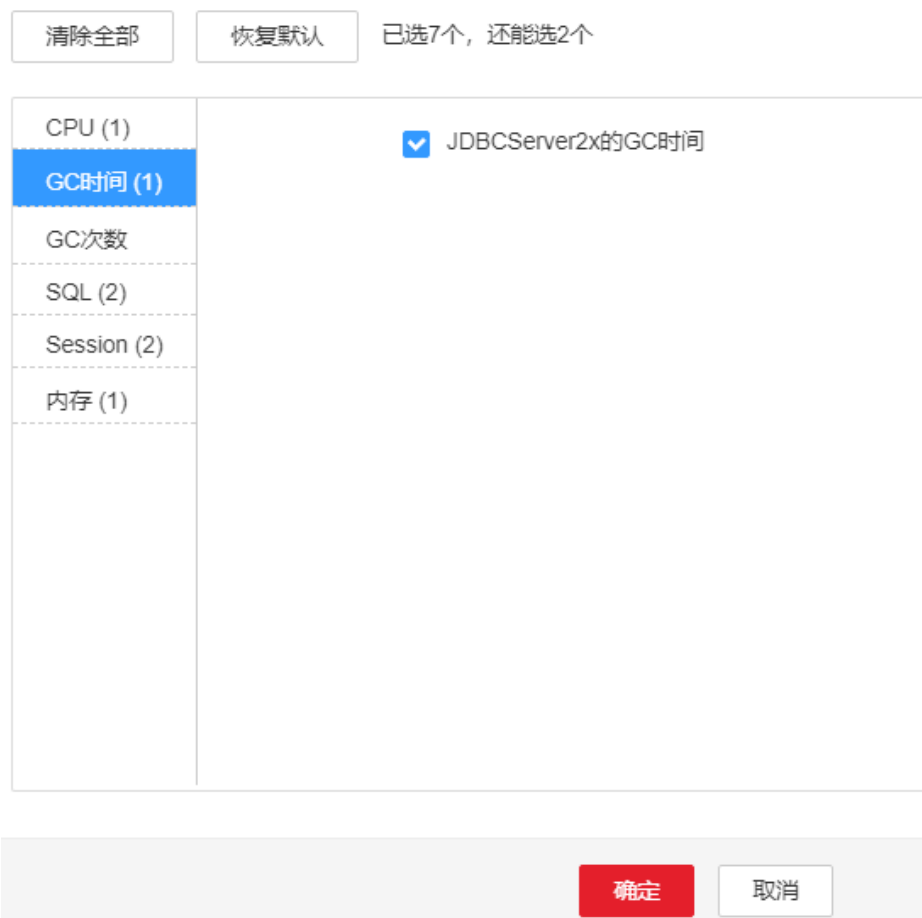 清除全部 恢复默认 已选7个，还能选2个
CPU (1)
GC时间 (1)
GC次数
SQL (2)
Session (2)
内存 (1)
JDBCServer2x的GC时间
确定 取消